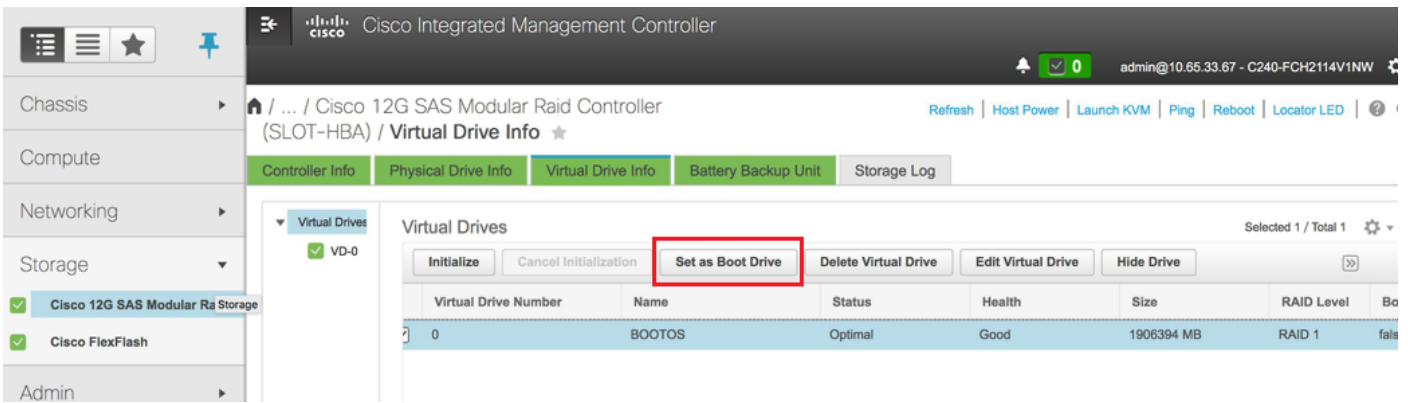 cisco
Cisco Integrated Management Controller
0
admin@10.65.33.67 - C240-FCH2114V1NW
Chassis
Compute
Networking
Storage
Cisco 12G SAS Modular Ra
Storage
Cisco FlexFlash
Admin
/ ... / Cisco 12G SAS Modular Raid Controller
(SLOT-HBA) / Virtual Drive Info
Refresh | Host Power | Launch KVM | Ping | Reboot | Locator LED |
Controller Info Physical Drive Info Virtual Drive Info Battery Backup Unit Storage Log
Virtual Drives
VD-0
Virtual Drives
Selected 1 / Total 1
Initialize Cancel Initialization Set as Boot Drive Delete Virtual Drive Edit Virtual Drive Hide Drive
Virtual Drive Number Name Status Health Size RAID Level Bo
0 BOOTOS Optimal Good 1906394 MB RAID 1 fals